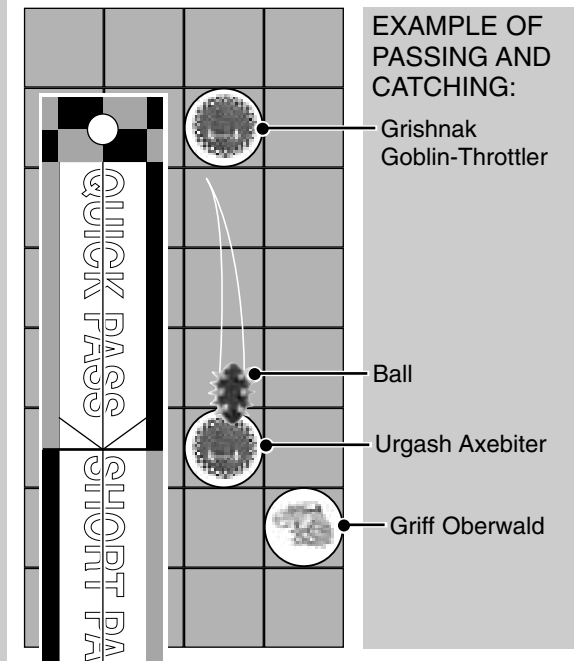 EXAMPLE OF
PASSING AND
CATCHING:
Grishnak
Goblin-Throttler
Ball
Urgash Axebiter
Griff Oberwald
QUICK PASS
SHORT PA